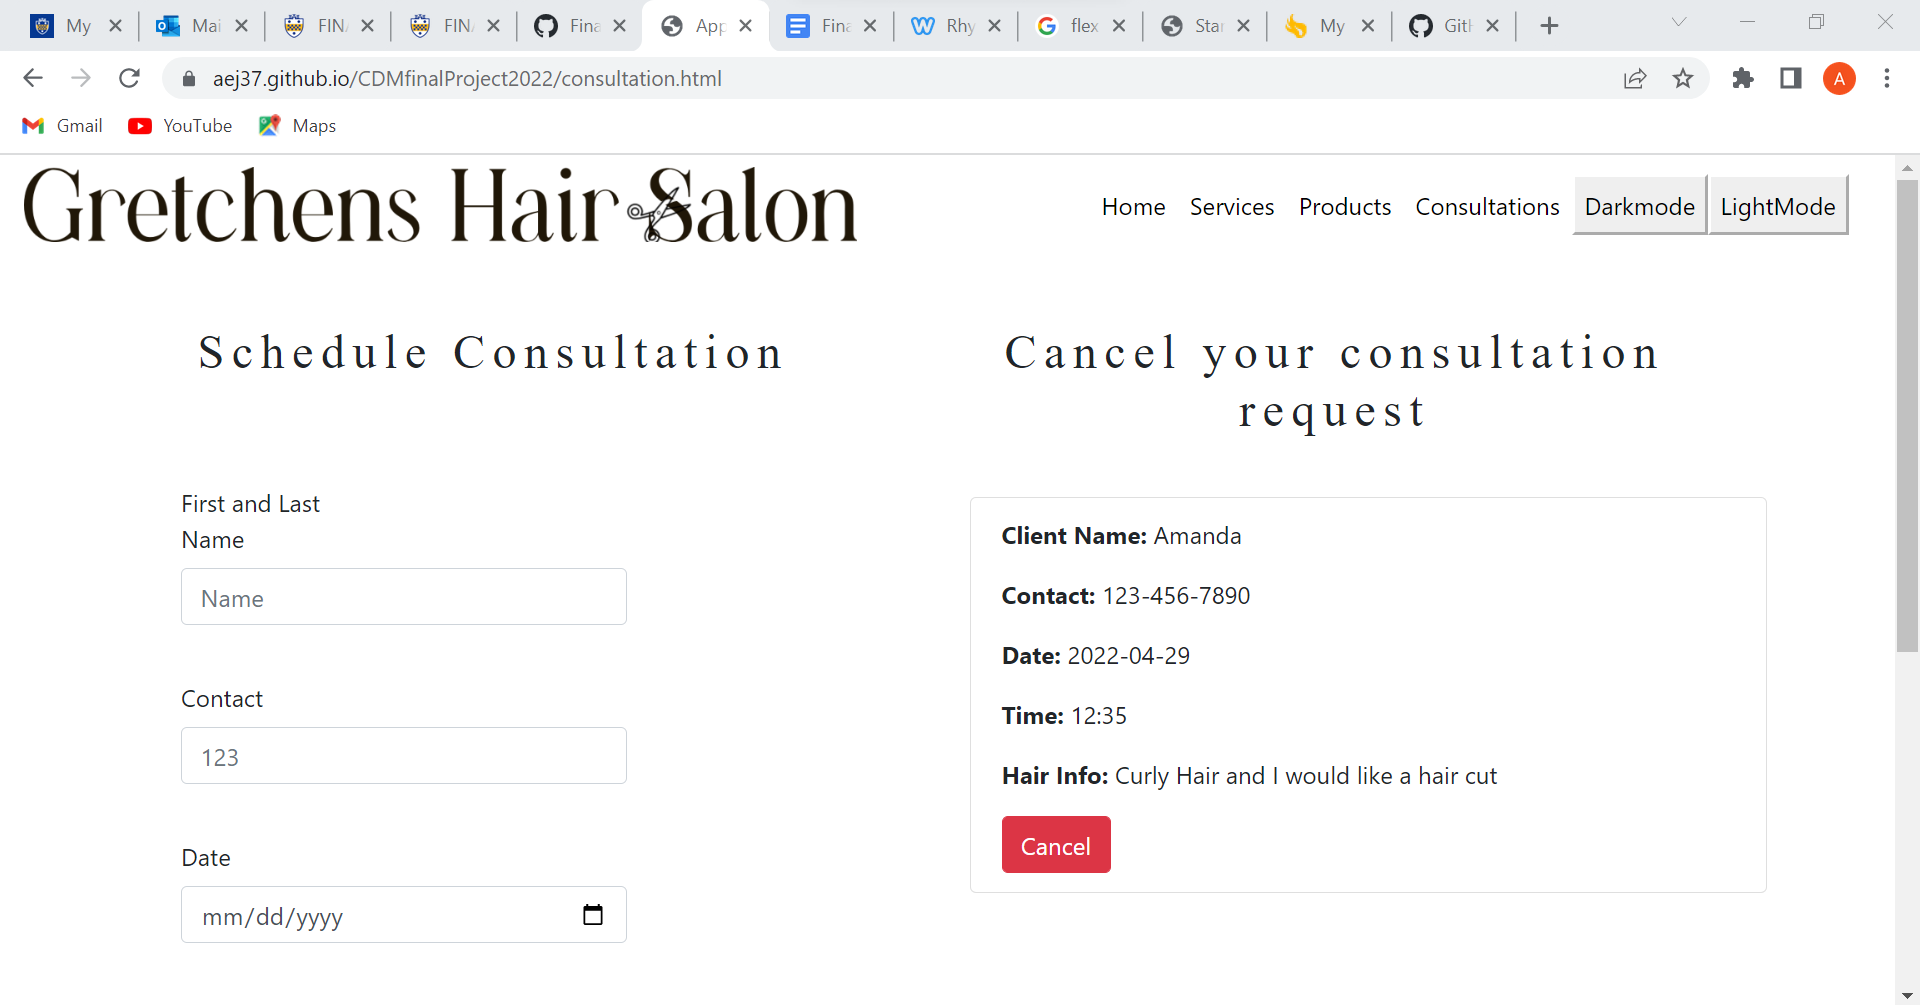 My
Mai
FIN
FIN
Fina
App
Fina
Rhy
flex
Star
My
Git
aej37.github.io/CDMfinalProject2022/consultation.html
A
Gmail
YouTube
Maps
Gretchens Hair Salon
Home
Services
Products
Consultations
Darkmode
LightMode
Schedule Consultation
Cancel your consultation
request
First and Last
Name
Name
Contact
123
Date
mm/dd/yyyy
Client Name: Amanda
Contact: 123-456-7890
Date: 2022-04-29
Time: 12:35
Hair Info: Curly Hair and I would like a hair cut
Cancel